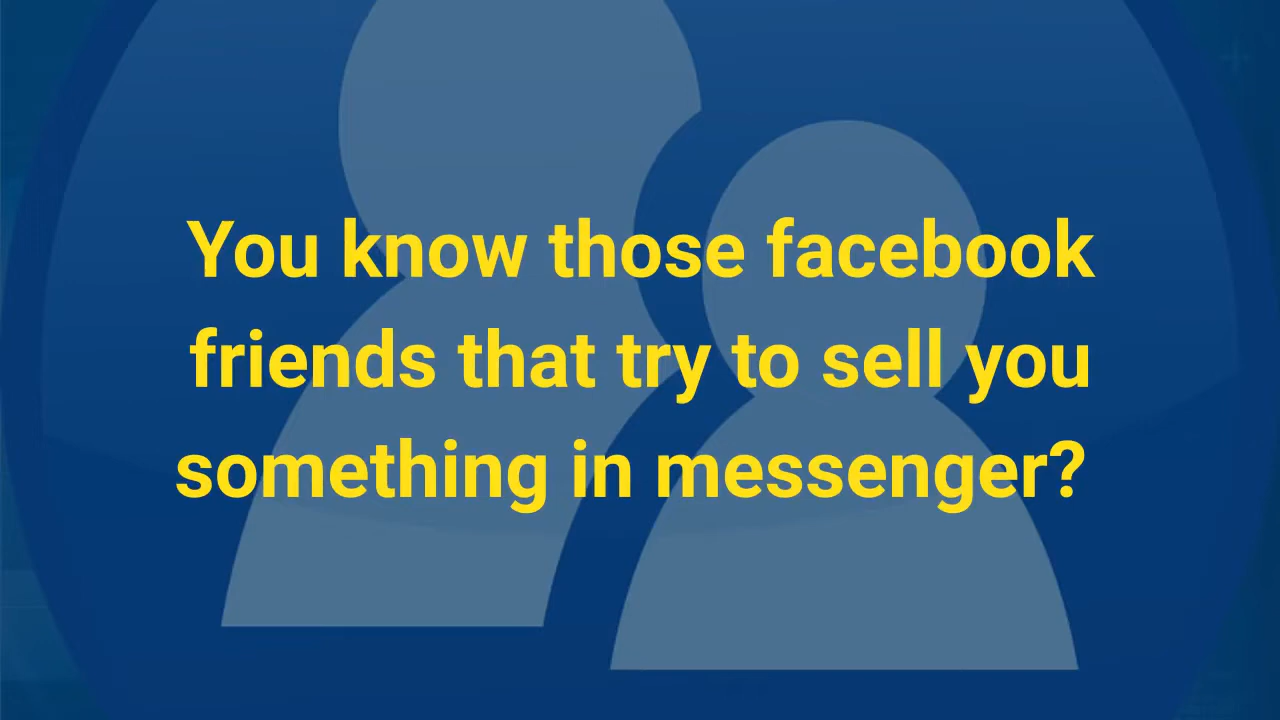 You know those facebook
friends that try to sell you
something in messenger?